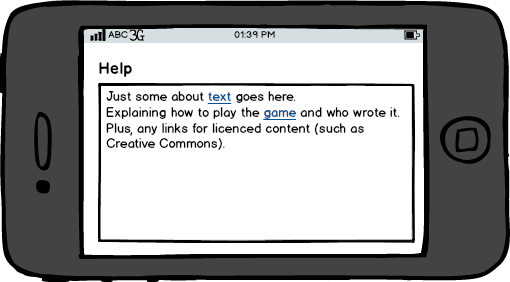 ABC 3G 01:39 PM
Help
Just some about text goes here.
Explaining how to play the game and who wrote it.
Plus, any links for licenced content (such as
Creative Commons).